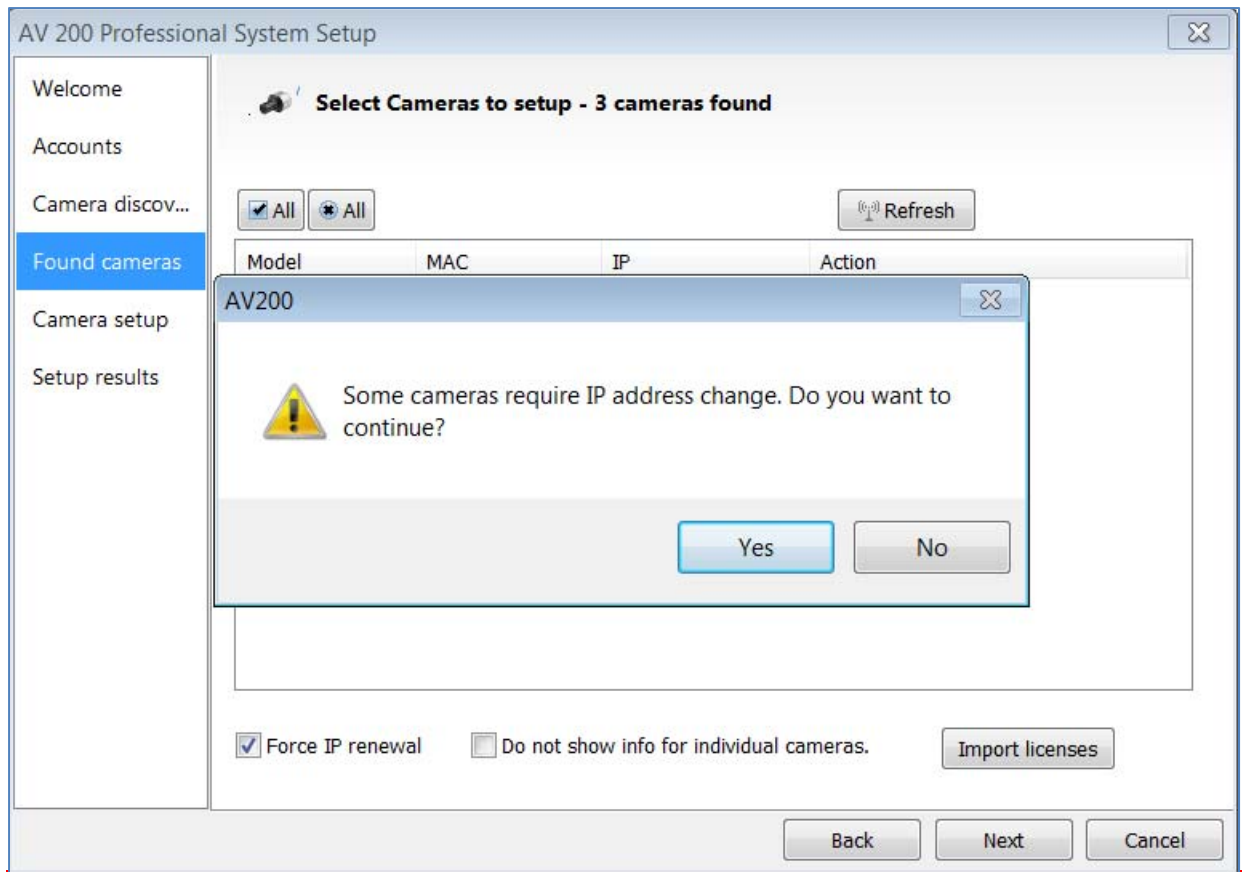 AV 200 Professional System Setup
Welcome
Accounts
Camera discov...
Found cameras
Camera setup
Setup results
Select Cameras to setup - 3 cameras found
All All Refresh
Model MAC IP Action
AV200
Some cameras require IP address change. Do you want to
continue?
Yes No
Force IP renewal Do not show info for individual cameras. Import licenses
Back Next Cancel